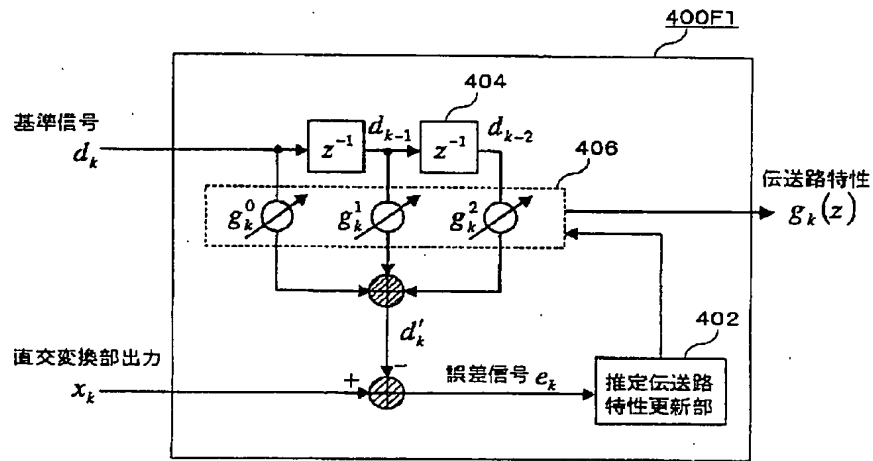 400F1
404
基準信号
d_k
z^{-1}
d_{k-1}
z^{-1}
d_{k-2}
406
伝送路特性
g_k(z)
g_k^0
g_k^1
g_k^2
402
d'_k
直交変換部出力
x_k
+
−
誤差信号 e_k
推定伝送路
特性更新部